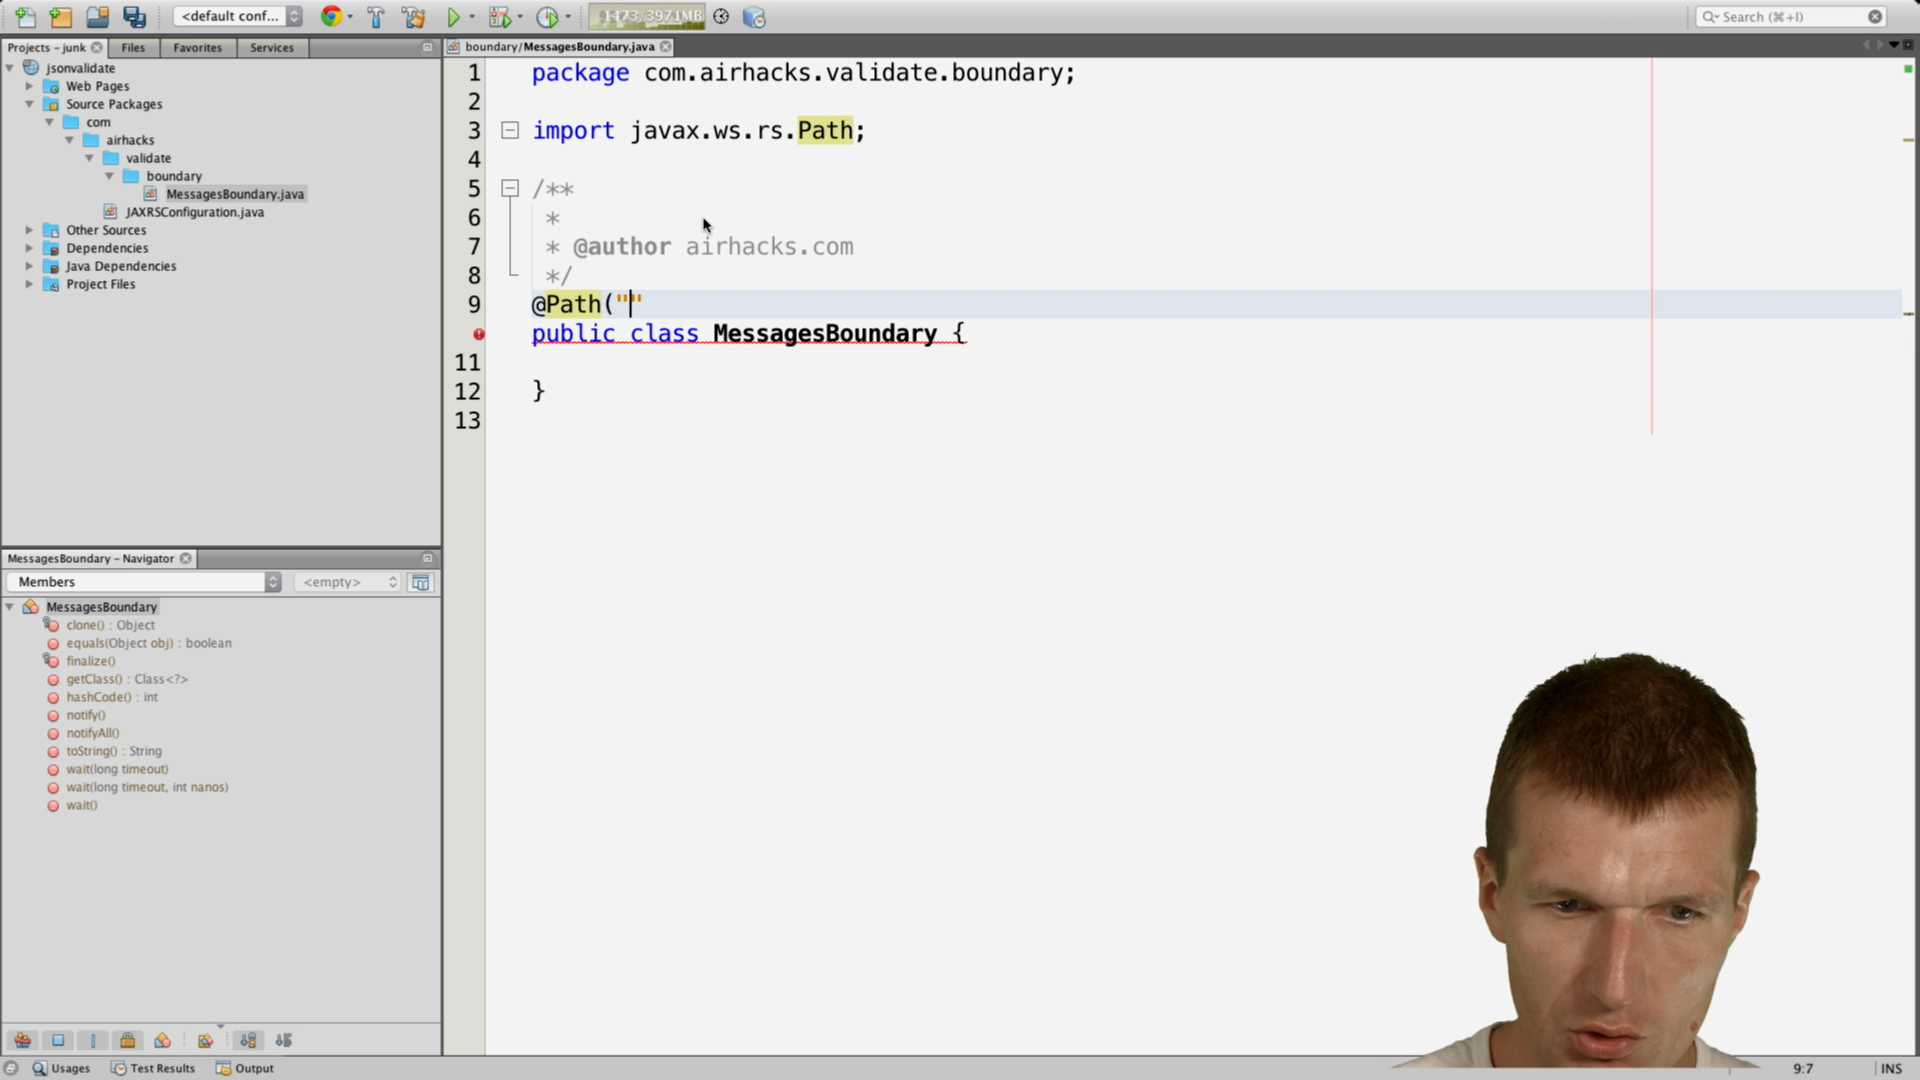 <default conf...
1473/3971MB
Search (⌘+I)
Projects – junk
Files
Favorites
Services
boundary/MessagesBoundary.java
jsonvalidate
Web Pages
Source Packages
com
airhacks
validate
boundary
MessagesBoundary.java
JAXRSConfiguration.java
Other Sources
Dependencies
Java Dependencies
Project Files
1 package com.airhacks.validate.boundary;
2
3 import javax.ws.rs.Path;
4
5 /**
6 *
7 * @author airhacks.com
8 */
9 @Path(""
public class MessagesBoundary {
11
12 }
13
MessagesBoundary – Navigator
Members
<empty>
MessagesBoundary
clone() : Object
equals(Object obj) : boolean
finalize()
getClass() : Class<?>
hashCode() : int
notify()
notifyAll()
toString() : String
wait(long timeout)
wait(long timeout, int nanos)
wait()
Usages
Test Results
Output
9:7
INS